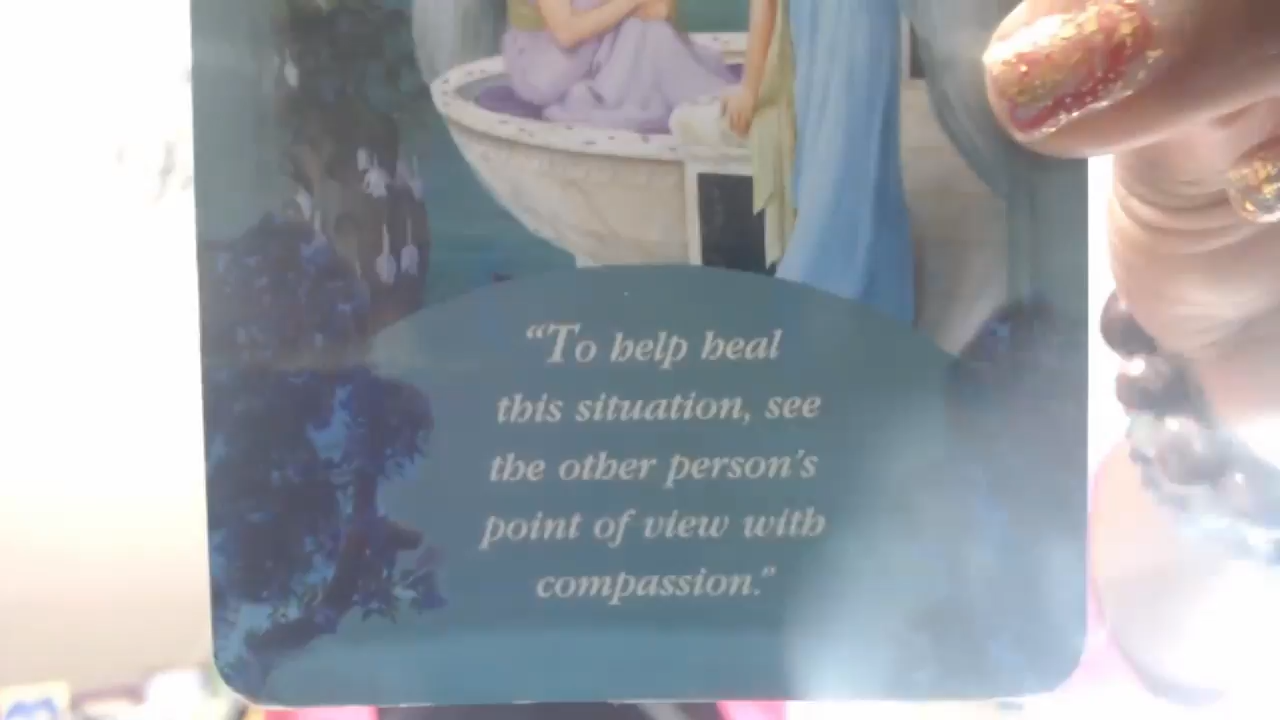 “To help heal
this situation, see
the other person's
point of view with
compassion.”